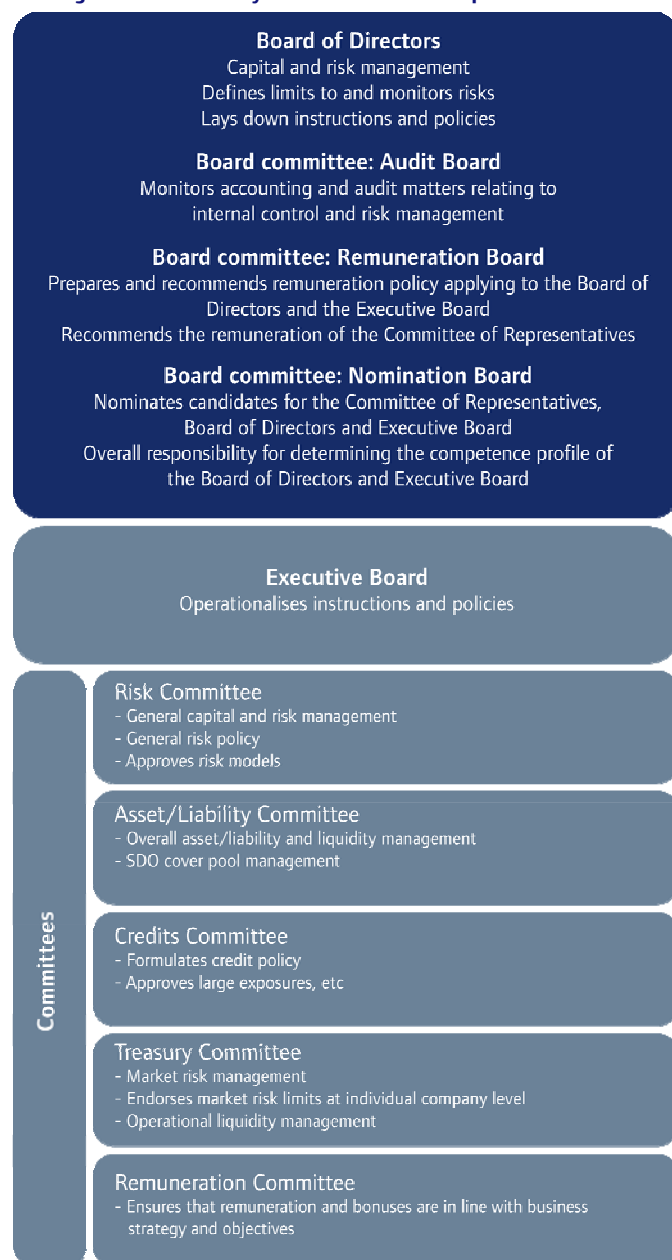 Board of Directors
Capital and risk management
Defines limits to and monitors risks
Lays down instructions and policies
Board committee: Audit Board
Monitors accounting and audit matters relating to
internal control and risk management
Board committee: Remuneration Board
Prepares and recommends remuneration policy applying to the Board of
Directors and the Executive Board
Recommends the remuneration of the Committee of Representatives
Board committee: Nomination Board
Nominates candidates for the Committee of Representatives,
Board of Directors and Executive Board
Overall responsibility for determining the competence profile of
the Board of Directors and Executive Board
Executive Board
Operationalises instructions and policies
Committees
Risk Committee
- General capital and risk management
- General risk policy
- Approves risk models
Asset/Liability Committee
- Overall asset/liability and liquidity management
- SDO cover pool management
Credits Committee
- Formulates credit policy
- Approves large exposures, etc
Treasury Committee
- Market risk management
- Endorses market risk limits at individual company level
- Operational liquidity management
Remuneration Committee
- Ensures that remuneration and bonuses are in line with business
strategy and objectives